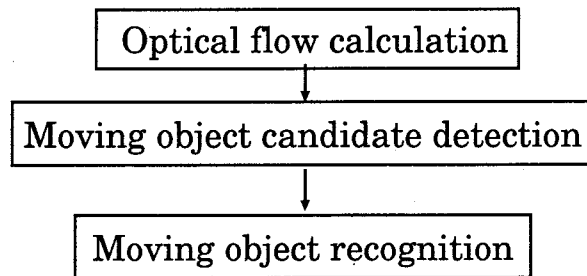 Optical flow calculation
Moving object candidate detection
Moving object recognition